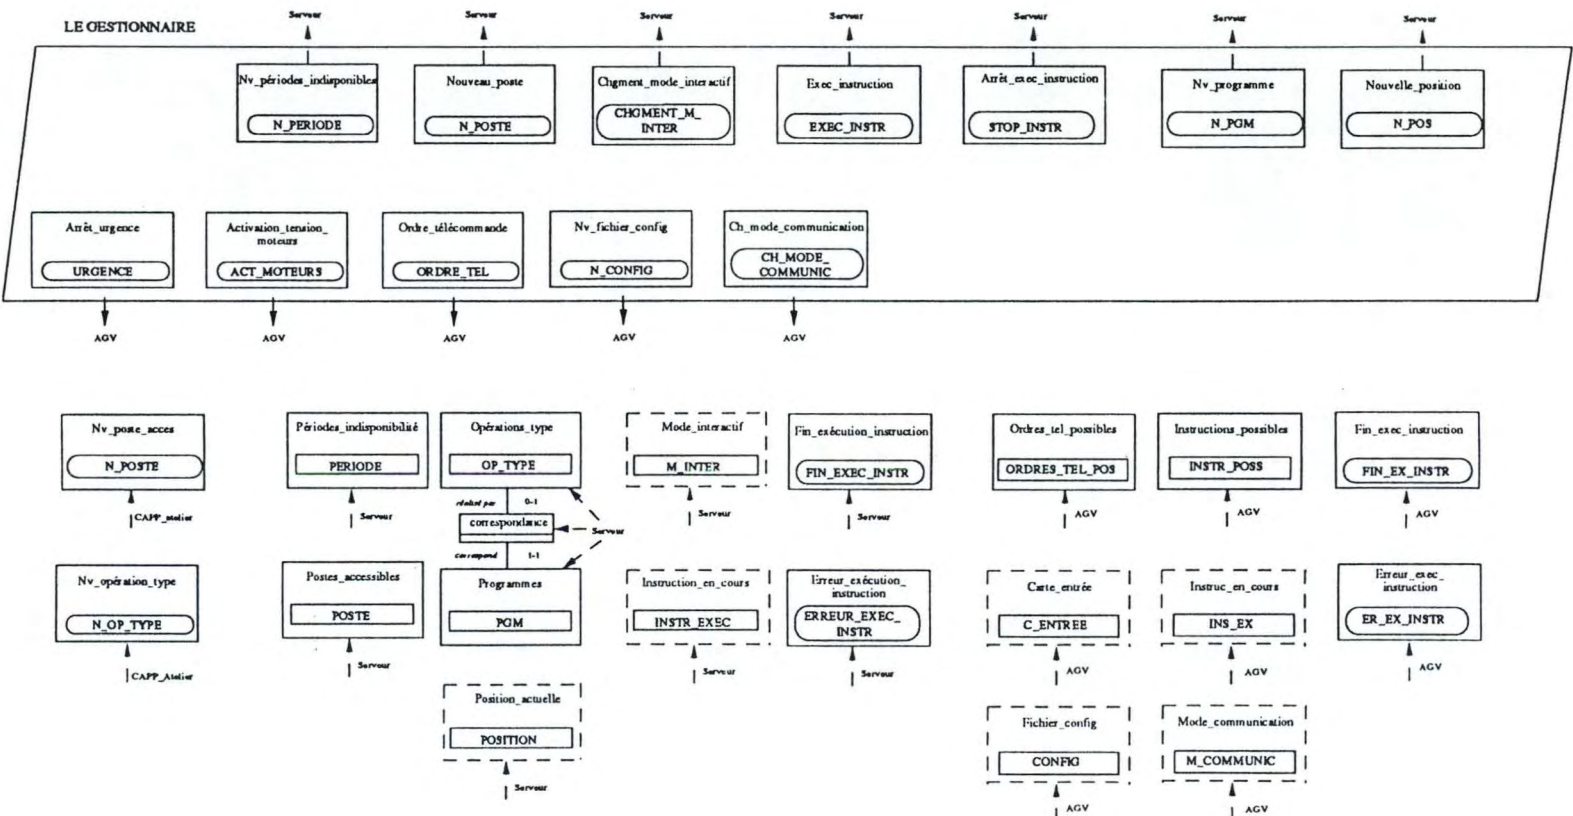 LE GESTIONNAIRE
Serveur
Serveur
Serveur
Serveur
Serveur
Serveur
Serveur
Nv_périodes_indisponibles
N_PERIODE
Nouveau_poste
N_POSTE
Chgment_mode_interactif
CHGMENT_M_
INTER
Exec_instruction
EXEC_INSTR
Arrêt_exec_instruction
STOP_INSTR
Nv_programme
N_PGM
Nouvelle_position
N_POS
Arrêt_urgence
URGENCE
Activation_tension_
moteurs
ACT_MOTEURS
Ordre_télécommande
ORDRE_TEL
Nv_fichier_config
N_CONFIG
Ch_mode_communication
CH_MODE_
COMMUNIC
AGV
AGV
AGV
AGV
AGV
Nv_poste_acces
N_POSTE
CAPP_atelier
Périodes_indisponibilité
PERIODE
Serveur
Opérations_type
OP_TYPE
réalisé par
0-1
correspondance
Serveur
correspond
1-1
Programmes
PGM
Mode_interactif
M_INTER
Serveur
Fin_exécution_instruction
FIN_EXEC_INSTR
Serveur
Ordres_tel_possibles
ORDRES_TEL_POS
AGV
Instructions_possibles
INSTR_POSS
AGV
Fin_exec_instruction
FIN_EX_INSTR
AGV
Nv_opération_type
N_OP_TYPE
CAPP_Atelier
Postes_accessibles
POSTE
Serveur
Instruction_en_cours
INSTR_EXEC
Serveur
Erreur_exécution_
instruction
ERREUR_EXEC_
INSTR
Serveur
Carte_entrée
C_ENTREE
AGV
Instruc_en_cours
INS_EX
AGV
Erreur_exec_
instruction
ER_EX_INSTR
AGV
Position_actuelle
POSITION
Serveur
Fichier_config
CONFIG
AGV
Mode_communication
M_COMMUNIC
AGV